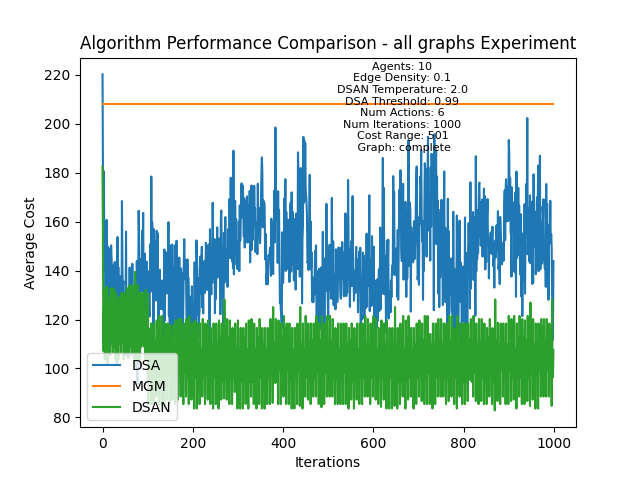 Algorithm Performance Comparison - all graphs Experiment
Agents: 10
Edge Density: 0.1
DSAN Temperature: 2.0
DSA Threshold: 0.99
Num Actions: 6
Num Iterations: 1000
Cost Range: 501
Graph: complete
220
200
180
160
140
120
100
80
Average Cost
DSA
MGM
DSAN
0
200
400
600
800
1000
Iterations